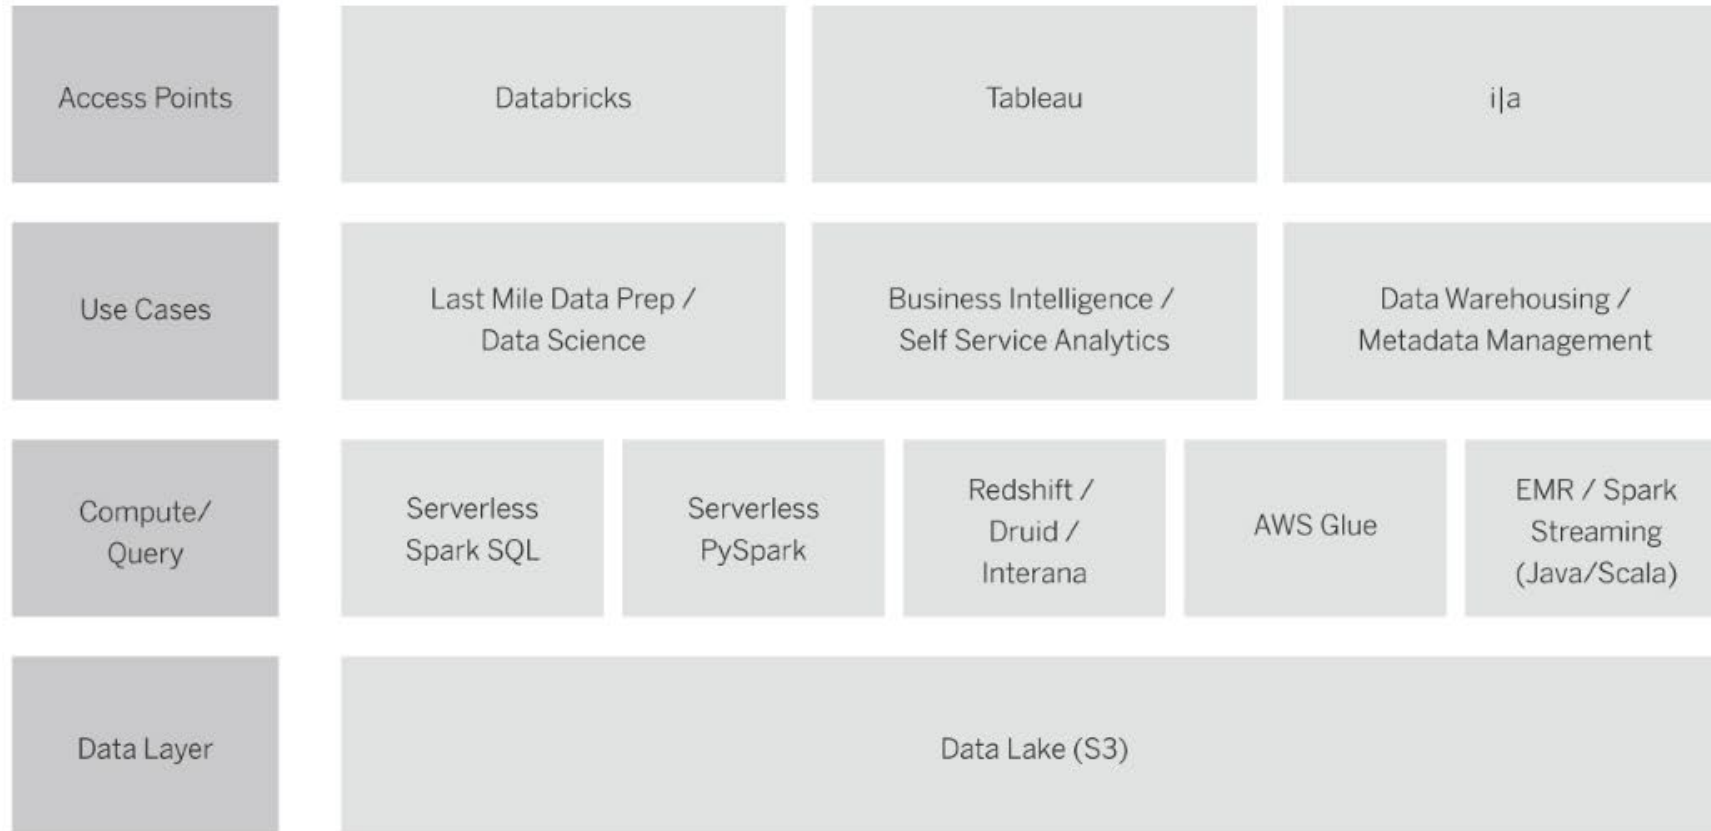 Access Points
Databricks
Tableau
i|a
Use Cases
Last Mile Data Prep /
Data Science
Business Intelligence /
Self Service Analytics
Data Warehousing /
Metadata Management
Compute/
Query
Serverless
Spark SQL
Serverless
PySpark
Redshift /
Druid /
Interana
AWS Glue
EMR / Spark
Streaming
(Java/Scala)
Data Layer
Data Lake (S3)